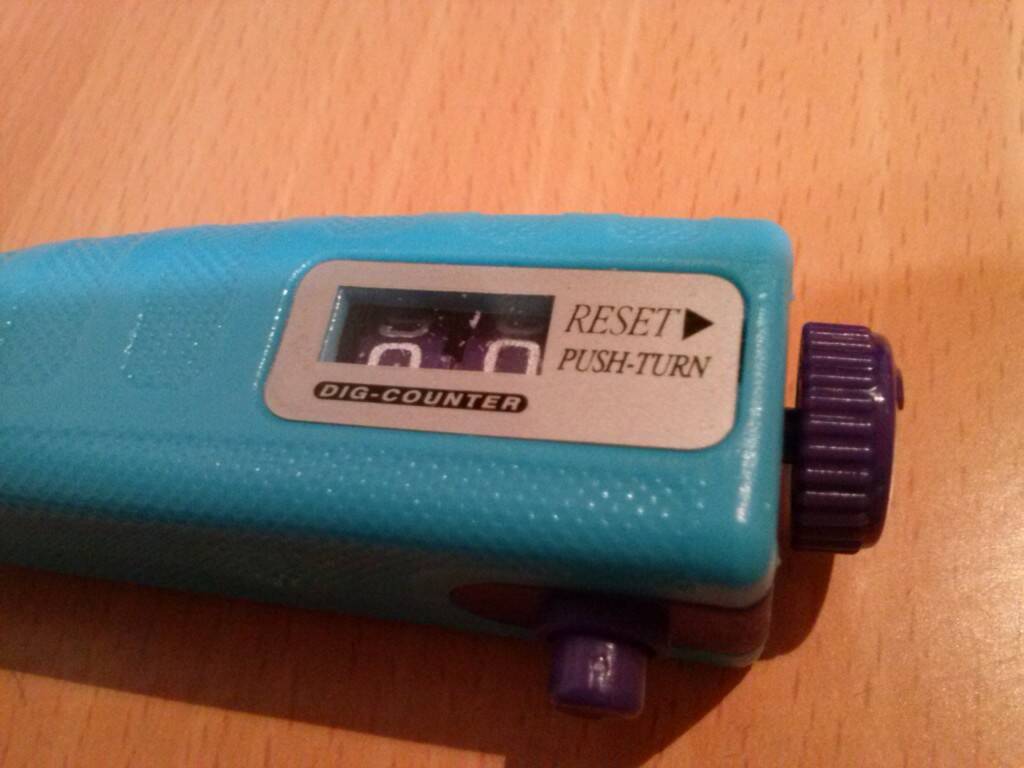 RESET▶
PUSH-TURN
00
DIG-COUNTER